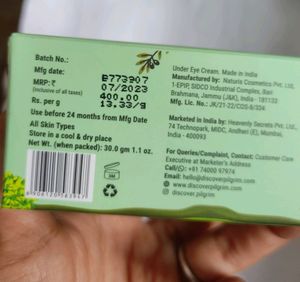 Batch No.: B773907
Mfg date: 07/2023
MRP:₹ 400.00
(inclusive of all taxes)
Rs. per g 13.33/g
Use before 24 months from Mfg Date
All Skin Types
Store in a cool & dry place
Net Wt. (when packed): 30.0 gm 1.1 oz.
Under Eye Cream. Made in India
Manufactured by: Naturis Cosmetics Pvt. Ltd.
1-EPIP, SIDCO Industrial Complex, Bari
Brahmana, Jammu (J&K), India - 181133
Mfg. Lic. No.: JK/21-22/COS-B/334
Marketed in India by: Heavenly Secrets Pvt. Ltd.
74 Technopark, MIDC, Andheri (E), Mumbai,
For Queries/Complaint, Contact: Customer Care
Executive at Marketer's Address
Call/: +91 74000 97974
Email: hello@discoverpilgrim.com
www.discoverpilgrim.com
discover.pilgrim